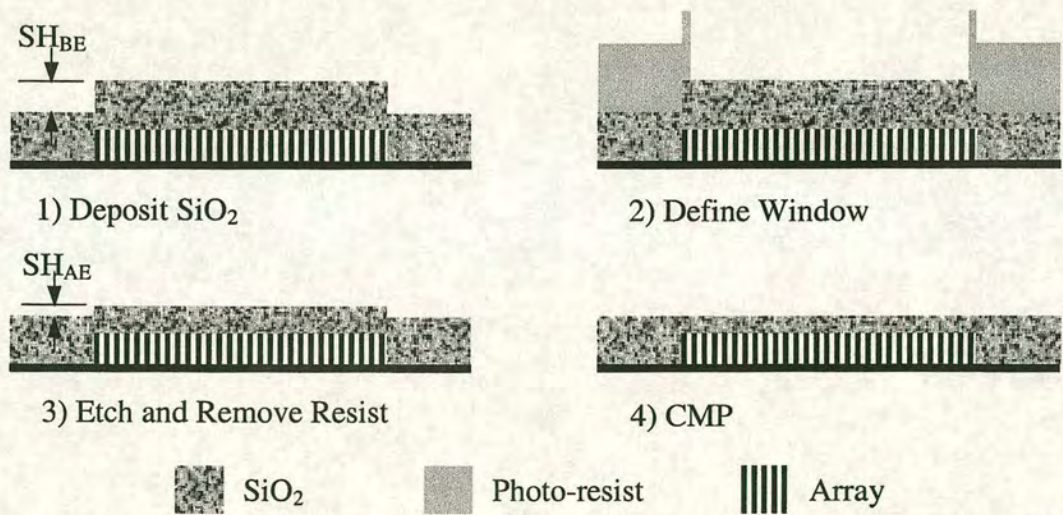 SH_BE
1) Deposit SiO₂
2) Define Window
SH_AE
3) Etch and Remove Resist
4) CMP
SiO₂
Photo-resist
Array